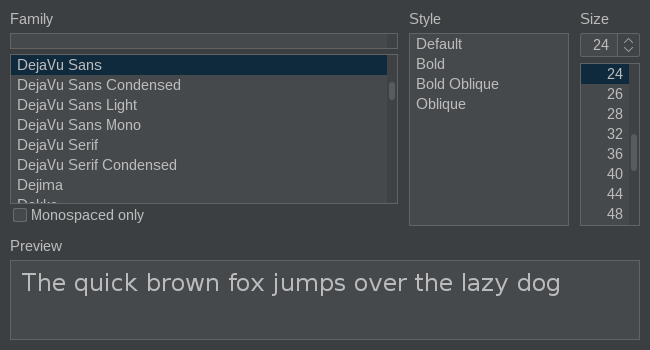 Family
DejaVu Sans
DejaVu Sans Condensed
DejaVu Sans Light
DejaVu Sans Mono
DejaVu Serif
DejaVu Serif Condensed
Dejima
Monospaced only
Style
Default
Bold
Bold Oblique
Oblique
Size
24
24
26
28
32
36
40
44
48
Preview
The quick brown fox jumps over the lazy dog